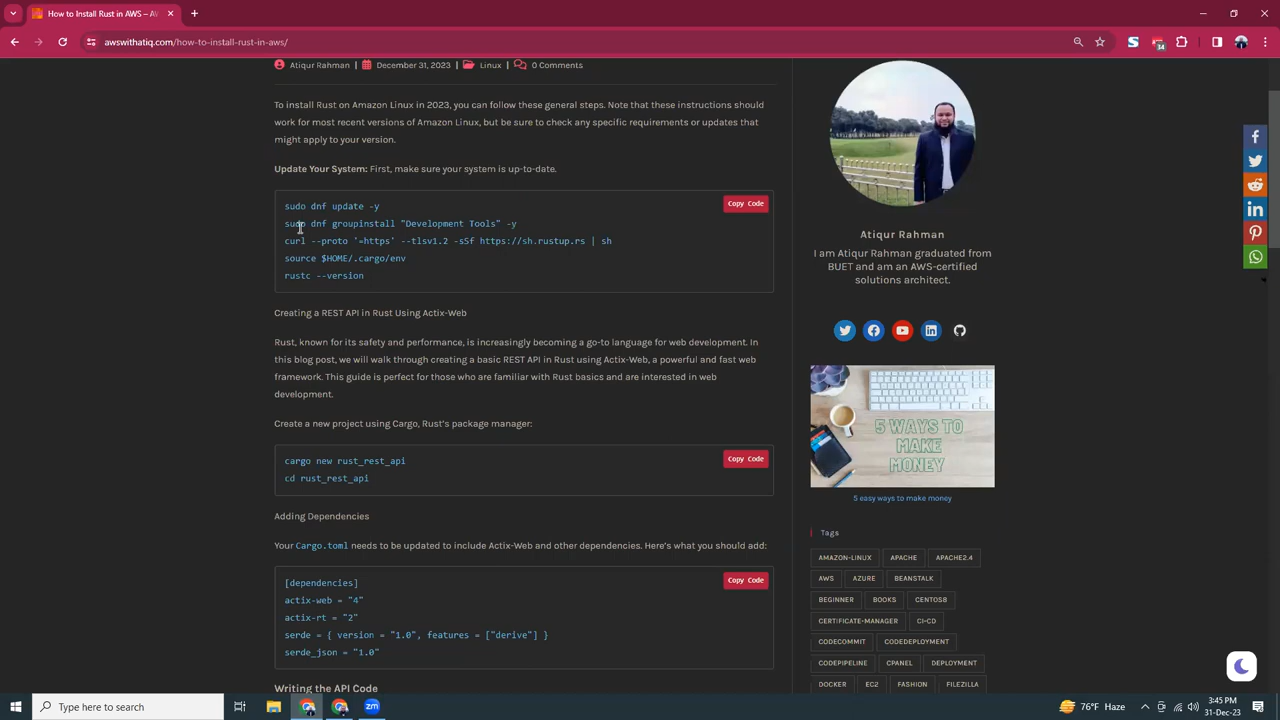 How to Install Rust in AWS – AW
awswithatiq.com/how-to-install-rust-in-aws/
14
Atiqur Rahman
December 31, 2023
Linux
0 Comments
To install Rust on Amazon Linux in 2023, you can follow these general steps. Note that these instructions should
work for most recent versions of Amazon Linux, but be sure to check any specific requirements or updates that
might apply to your version.
Update Your System: First, make sure your system is up-to-date.
Copy Code
sudo dnf update -y
sudo dnf groupinstall "Development Tools" -y
curl --proto '=https' --tlsv1.2 -sSf https://sh.rustup.rs | sh
source $HOME/.cargo/env
rustc --version
Creating a REST API in Rust Using Actix-Web
Rust, known for its safety and performance, is increasingly becoming a go-to language for web development. In
this blog post, we will walk through creating a basic REST API in Rust using Actix-Web, a powerful and fast web
framework. This guide is perfect for those who are familiar with Rust basics and are interested in web
development.
Create a new project using Cargo, Rust's package manager:
Copy Code
cargo new rust_rest_api
cd rust_rest_api
Adding Dependencies
Your Cargo.toml needs to be updated to include Actix-Web and other dependencies. Here's what you should add:
Copy Code
[dependencies]
actix-web = "4"
actix-rt = "2"
serde = { version = "1.0", features = ["derive"] }
serde_json = "1.0"
Writing the API Code
Atiqur Rahman
I am Atiqur Rahman graduated from
BUET and am an AWS-certified
solutions architect.
5 WAYS TO
MAKE
MONEY
5 easy ways to make money
Tags
AMAZON-LINUX
APACHE
APACHE2.4
AWS
AZURE
BEANSTALK
BEGINNER
BOOKS
CENTOS8
CERTIFICATE-MANAGER
CI-CD
CODECOMMIT
CODEDEPLOYMENT
CODEPIPELINE
CPANEL
DEPLOYMENT
DOCKER
EC2
FASHION
FILEZILLA
Type here to search
76°F Haze
3:45 PM
31-Dec-23